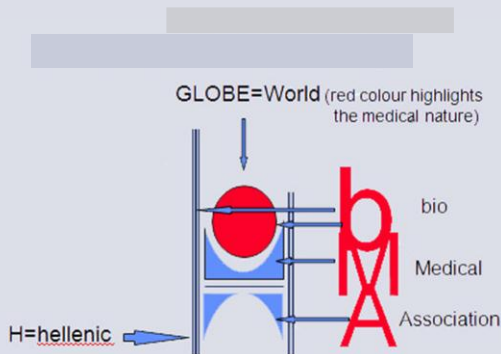 GLOBE=World (red colour highlights
the medical nature)
b
bio
M
Medical
A
Association
H=hellenic